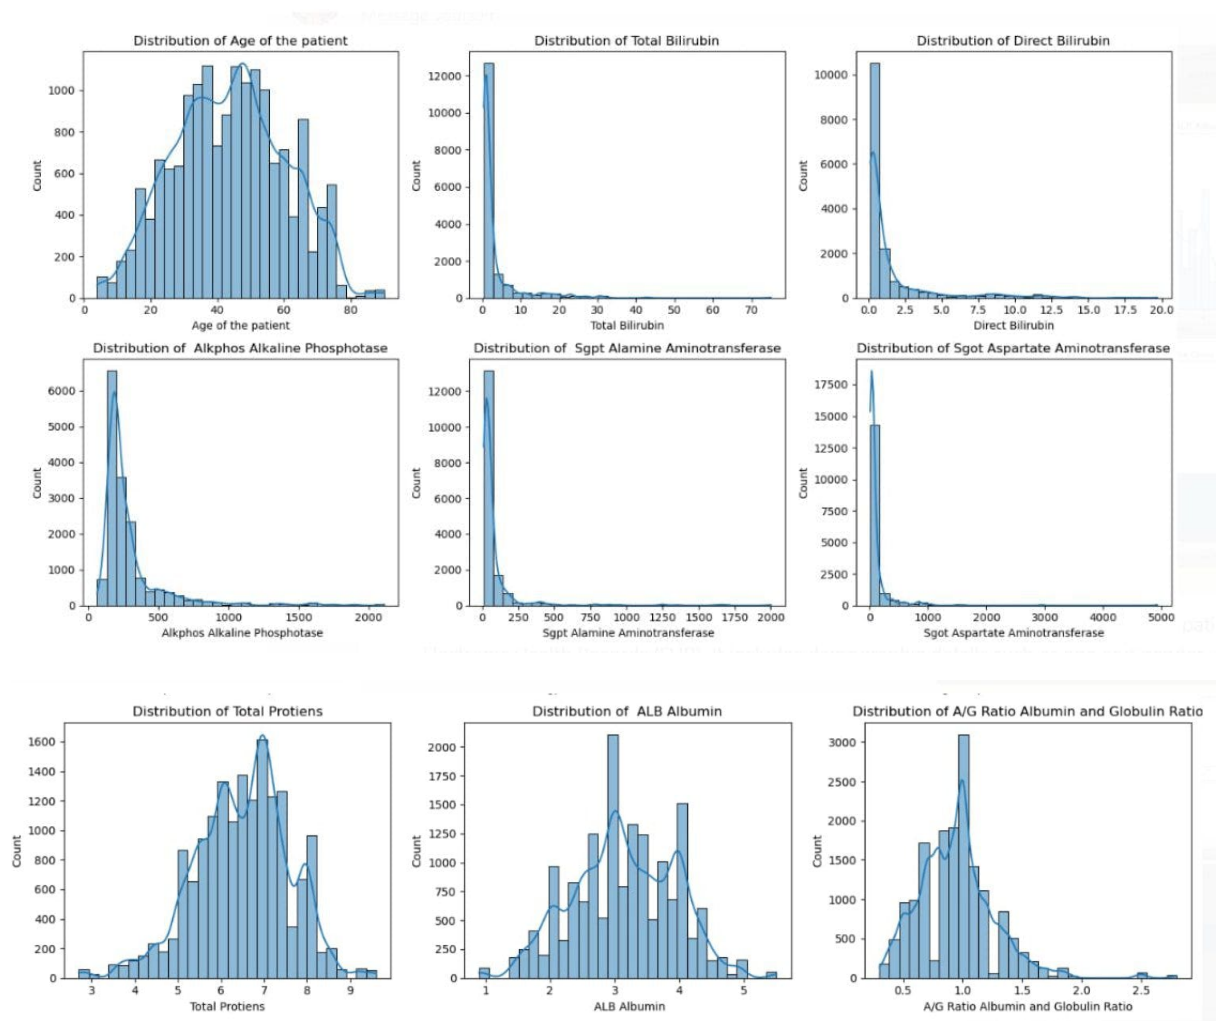 Distribution of Age of the patient
Count
0
200
400
600
800
1000
0 20 40 60 80
Age of the patient
Distribution of Total Bilirubin
Count
0
2000
4000
6000
8000
10000
12000
0 10 20 30 40 50 60 70
Total Bilirubin
Distribution of Direct Bilirubin
Count
0
2000
4000
6000
8000
10000
0.0 2.5 5.0 7.5 10.0 12.5 15.0 17.5 20.0
Direct Bilirubin
Distribution of Alkphos Alkaline Phosphotase
Count
0
1000
2000
3000
4000
5000
6000
0 500 1000 1500 2000
Alkphos Alkaline Phosphotase
Distribution of Sgpt Alamine Aminotransferase
Count
0
2000
4000
6000
8000
10000
12000
0 250 500 750 1000 1250 1500 1750 2000
Sgpt Alamine Aminotransferase
Distribution of Sgot Aspartate Aminotransferase
Count
0
2500
5000
7500
10000
12500
15000
17500
0 1000 2000 3000 4000 5000
Sgot Aspartate Aminotransferase
Distribution of Total Protiens
Count
0
200
400
600
800
1000
1200
1400
1600
3 4 5 6 7 8 9
Total Protiens
Distribution of ALB Albumin
Count
0
250
500
750
1000
1250
1500
1750
2000
1 2 3 4 5
ALB Albumin
Distribution of A/G Ratio Albumin and Globulin Ratio
Count
0
500
1000
1500
2000
2500
3000
0.5 1.0 1.5 2.0 2.5
A/G Ratio Albumin and Globulin Ratio